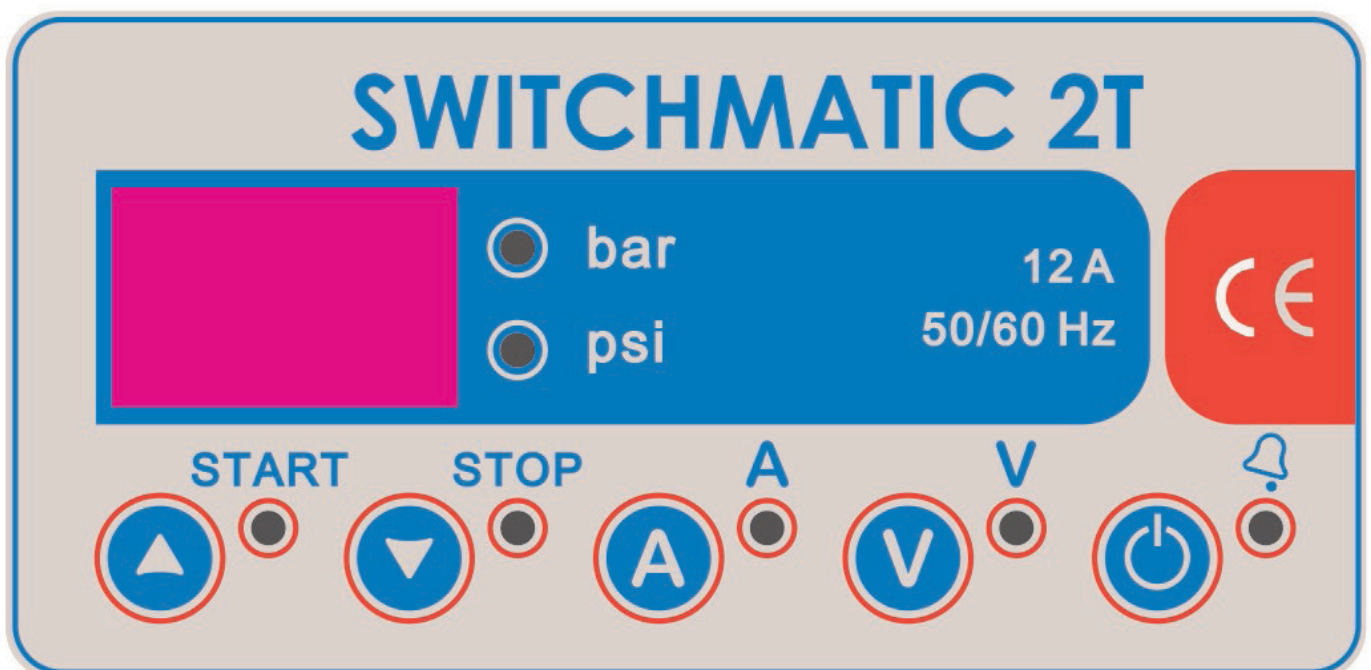 SWITCHMATIC 2T
bar
psi
12 A
50/60 Hz
CE
START
STOP
A
V
A
V